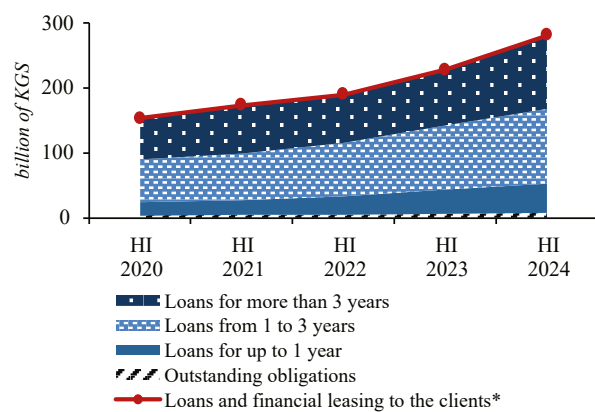 billion of KGS
300
200
100
0
HI HI HI HI HI
2020 2021 2022 2023 2024
Loans for more than 3 years
Loans from 1 to 3 years
Loans for up to 1 year
Outstanding obligations
Loans and financial leasing to the clients*